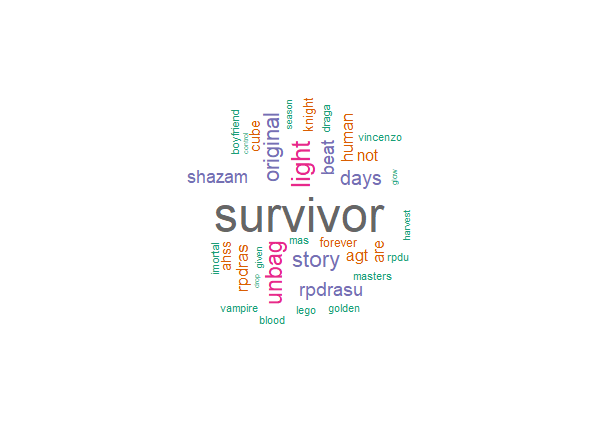 season
knight
draga
boyfriend
control
cube
original
light
beat
human
vincenzo
not
shazam
days
grow
survivor
harvest
mas
forever
are
imortal
ahss
rpdras
given
drop
unbag
story
agt
rpdu
masters
rpdrasu
vampire
lego
golden
blood